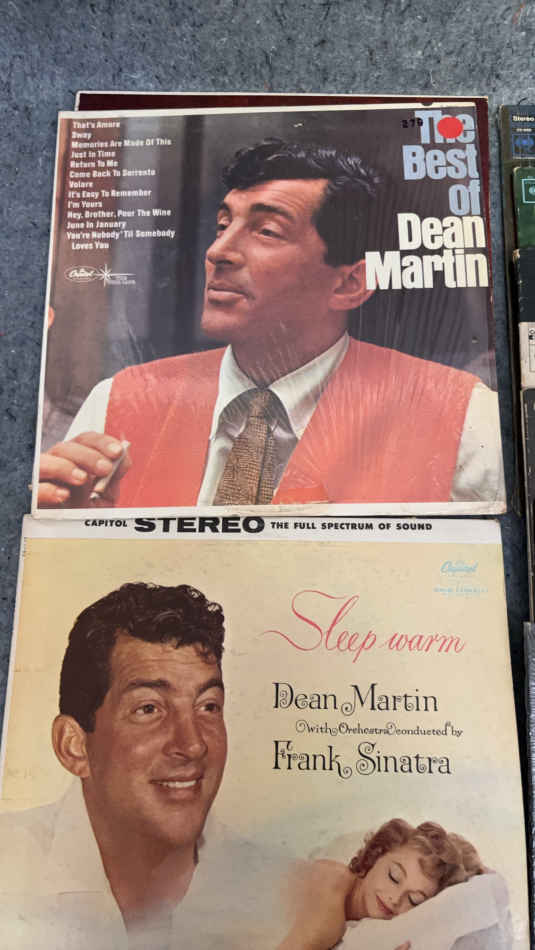 That's Amore
Sway
Memories Are Made Of This
Just In Time
Return To Me
Come Back To Sorrento
Volare
It's Easy To Remember
I'm Yours
Hey, Brother, Pour The Wine
June in January
You're Nobody 'Til Somebody
Loves You
Capitol
279
The
Best
of
Dean
Martin
Stereo
CAPITOL STEREO THE FULL SPECTRUM OF SOUND
Capitol
Sleep warm
Dean Martin
With Orchestra conducted by
Frank Sinatra